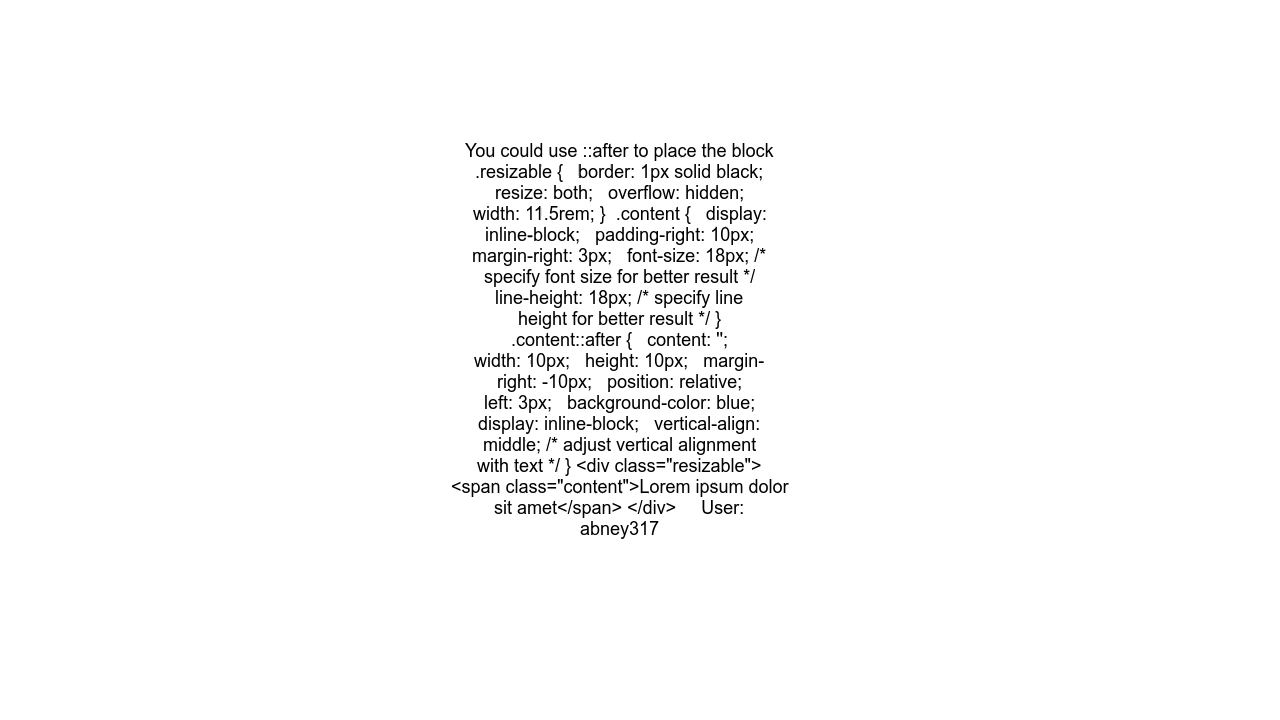 You could use ::after to place the block
.resizable {   border: 1px solid black;
resize: both;   overflow: hidden;
width: 11.5rem; }  .content {   display:
inline-block;   padding-right: 10px;
margin-right: 3px;   font-size: 18px; /*
specify font size for better result */
line-height: 18px; /* specify line
height for better result */ }
.content::after {   content: '';
width: 10px;   height: 10px;   margin-
right: -10px;   position: relative;
left: 3px;   background-color: blue;
display: inline-block;   vertical-align:
middle; /* adjust vertical alignment
with text */ } <div class="resizable">
<span class="content">Lorem ipsum dolor
sit amet</span> </div>     User:
abney317